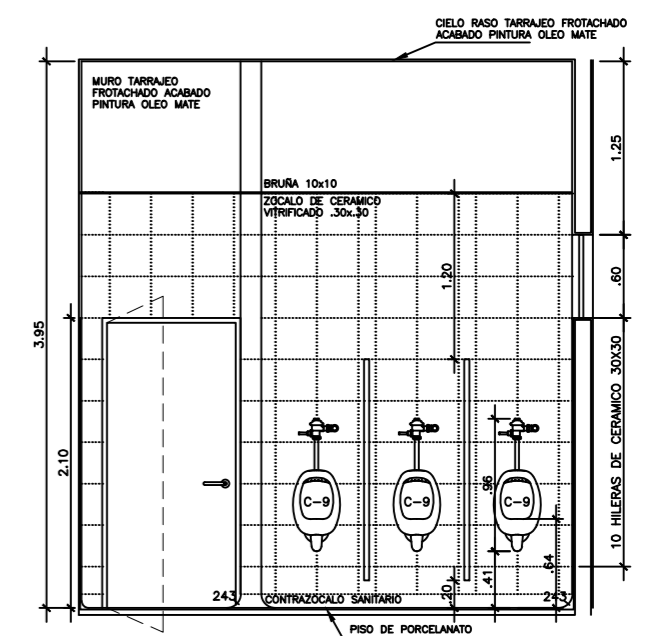 CIELO RASO TARRAJEO FROTACHADO
ACABADO PINTURA OLEO MATE
MURO TARRAJEO
FROTACHADO ACABADO
PINTURA OLEO MATE
1.25
BRUÑA 10x10
ZOCALO DE CERAMICO
VITRIFICADO .30x.30
1.20
.60
3.95
2.10
10 HILERAS DE CERAMICO 30X30
.96
C-9
C-9
C-9
.64
.41
.20
243
CONTRAZOCALO SANITARIO
243
PISO DE PORCELANATO